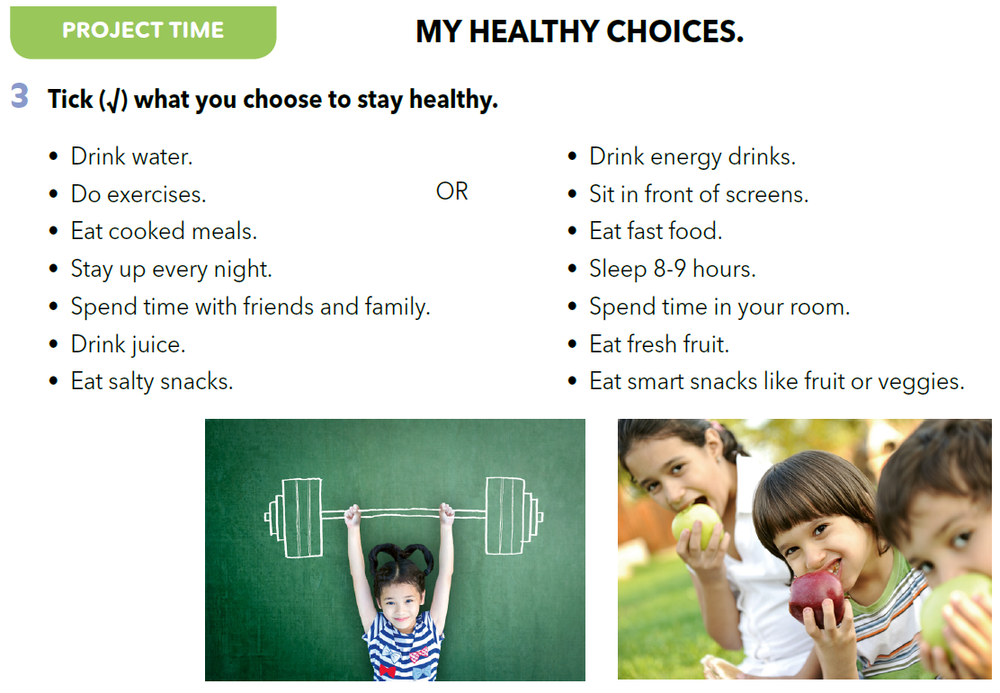 PROJECT TIME
MY HEALTHY CHOICES.
3 Tick (√) what you choose to stay healthy.
• Drink water.
• Do exercises.
• Eat cooked meals.
• Stay up every night.
• Spend time with friends and family.
• Drink juice.
• Eat salty snacks.
OR
• Drink energy drinks.
• Sit in front of screens.
• Eat fast food.
• Sleep 8-9 hours.
• Spend time in your room.
• Eat fresh fruit.
• Eat smart snacks like fruit or veggies.